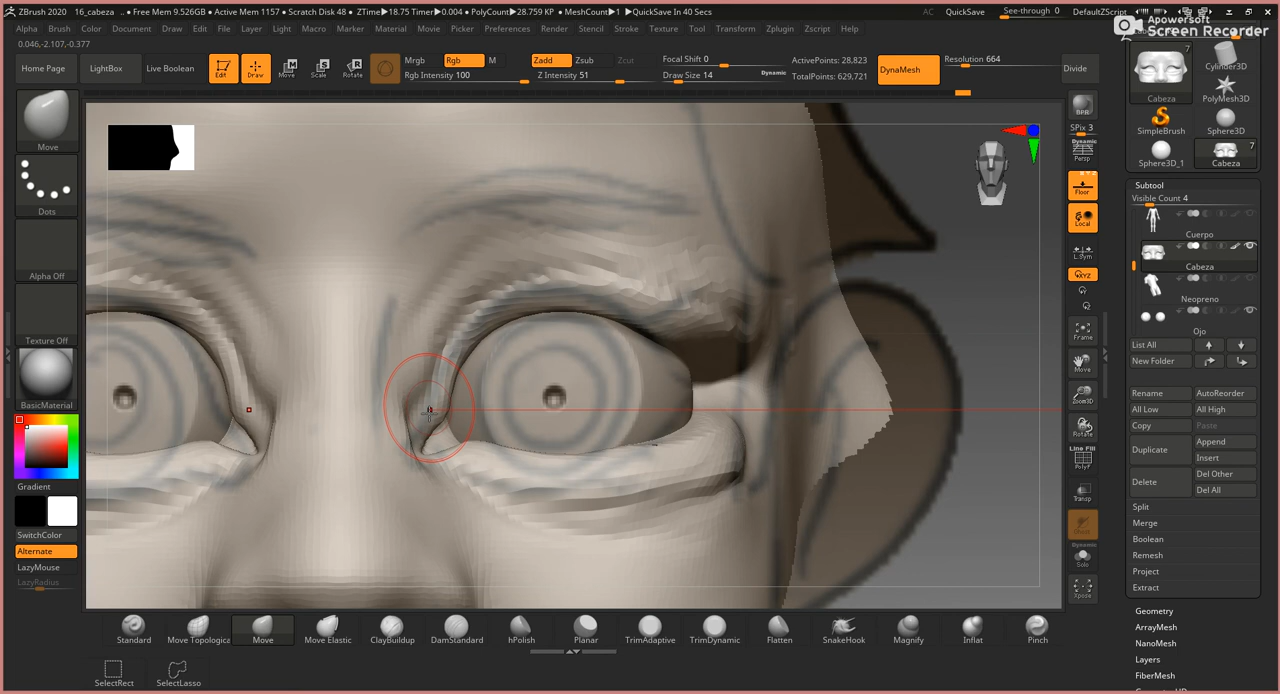 ZBrush 2020 16_cabeza .. • Free Mem 9.526GB • Active Mem 1157 • Scratch Disk 48 • ZTime▶18.75 Timer▶0.004 • PolyCount▶28.759 KP • MeshCount▶1 ▶QuickSave In 40 Secs
AC QuickSave See-through 0 DefaultZScript
Alpha Brush Color Document Draw Edit File Layer Light Macro Marker Material Movie Picker Preferences Render Stencil Stroke Texture Tool Transform Zplugin Zscript Help
Apowersoft
Screen Recorder
0.046,-2.107,-0.377
Home Page LightBox Live Boolean
Edit Draw Move Scale Rotate
Mrgb Rgb M
Rgb Intensity 100
Zadd Zsub Zcut
Z Intensity 51
Focal Shift 0
Draw Size 14 Dynamic
ActivePoints: 28,823
TotalPoints: 629,721
DynaMesh
Resolution 664
Divide
Move
Dots
Alpha Off
Texture Off
BasicMaterial
Gradient
SwitchColor
Alternate
LazyMouse
LazyRadius
BPR
SPix 3
Dynamic
Persp
Floor
Local
L.Sym
XYZ
Frame
Move
Zoom3D
Rotate
Line Fill
PolyF
Transp
Ghost
Dynamic
Solo
Xpose
7
Cabeza
Cylinder3D
PolyMesh3D
SimpleBrush
Sphere3D
Sphere3D_1
7
Cabeza
Subtool
Visible Count 4
Cuerpo
Cabeza
Neopreno
Ojo
List All
New Folder
Rename AutoReorder
All Low All High
Copy Paste
Duplicate Append
Insert
Delete Del Other
Del All
Split
Merge
Boolean
Remesh
Project
Extract
Geometry
ArrayMesh
NanoMesh
Layers
FiberMesh
Standard Move Topologica Move Move Elastic ClayBuildup DamStandard hPolish Planar TrimAdaptive TrimDynamic Flatten SnakeHook Magnify Inflat Pinch
SelectRect SelectLasso